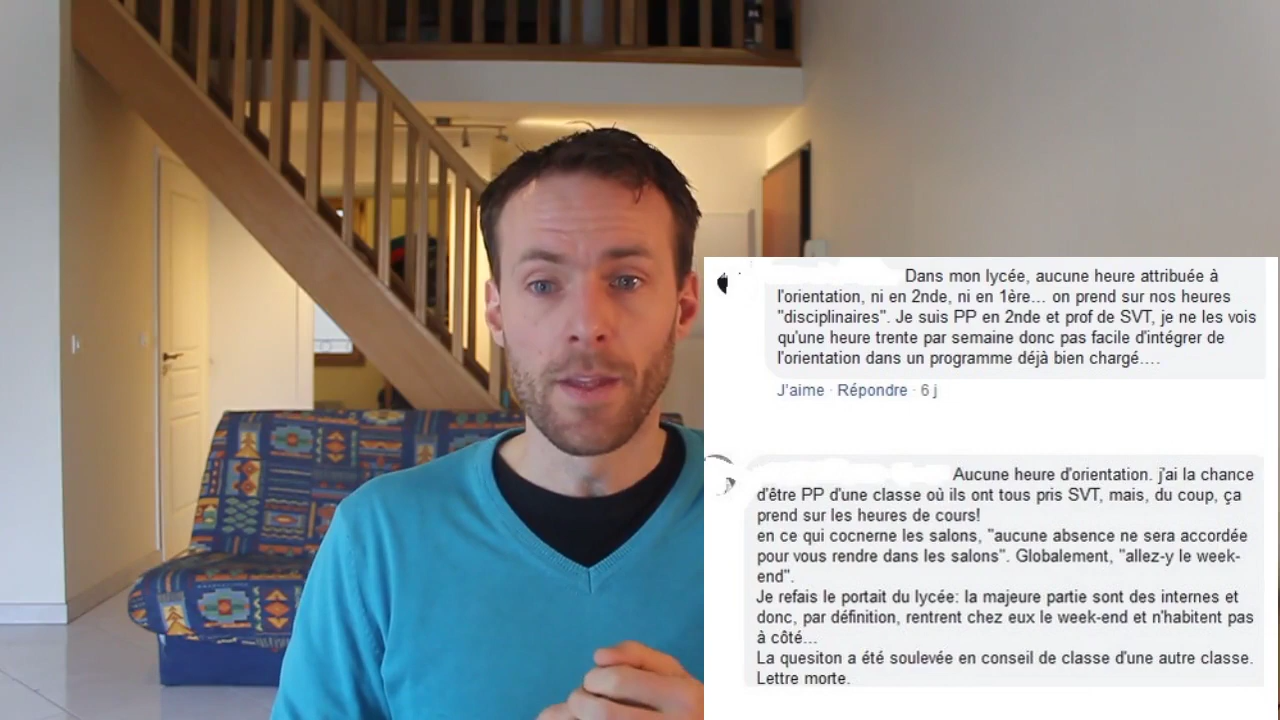 Dans mon lycée, aucune heure attribuée à
l'orientation, ni en 2nde, ni en 1ère... on prend sur nos heures
"disciplinaires". Je suis PP en 2nde et prof de SVT, je ne les vois
qu'une heure trente par semaine donc pas facile d'intégrer de
l'orientation dans un programme déjà bien chargé....
J'aime · Répondre · 6 j
Aucune heure d'orientation. j'ai la chance
d'être PP d'une classe où ils ont tous pris SVT, mais, du coup, ça
prend sur les heures de cours!
en ce qui cocnerne les salons, "aucune absence ne sera accordée
pour vous rendre dans les salons". Globalement, "allez-y le week-
end".
Je refais le portait du lycée: la majeure partie sont des internes et
donc, par définition, rentrent chez eux le week-end et n'habitent pas
à côté...
La quesiton a été soulevée en conseil de classe d'une autre classe.
Lettre morte.